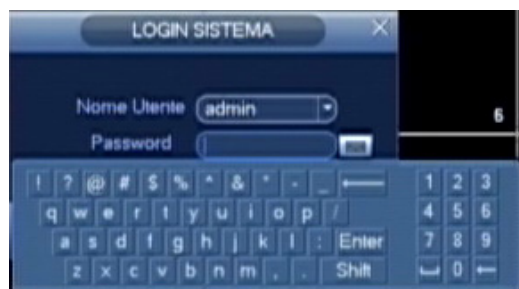 LOGIN SISTEMA
Nome Utente admin
6
Password
! ? @ # $ % ^ & * - _
1 2 3
q w e r t y u i o p /
4 5 6
a s d f g h j k l : Enter
7 8 9
z x c v b n m , . Shift
0